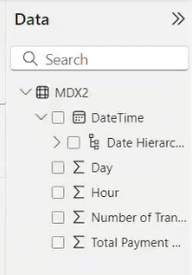 Data
Search
MDX2
DateTime
Date Hierarc...
Day
Hour
Number of Tran...
Total Payment ...